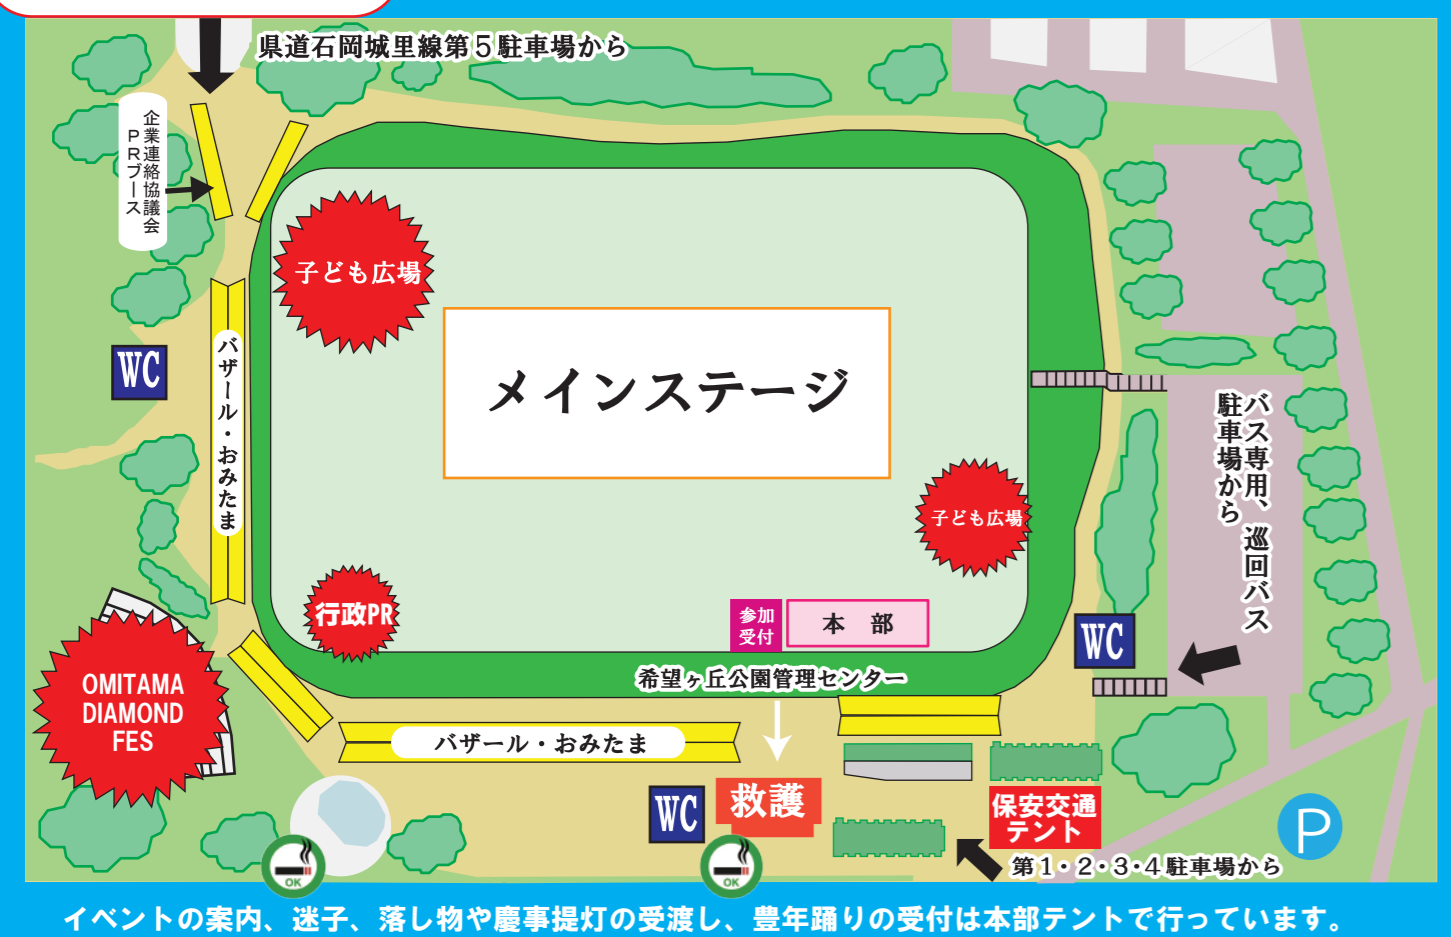 県道石岡城里線第５駐車場から
企業連絡協議会
ＰＲブース
子ども広場
メインステージ
WC
バザール・おみたま
バス専用、巡回バス
駐車場から
子ども広場
行政PR
参加
受付
本　部
WC
希望ヶ丘公園管理センター
OMITAMA
DIAMOND
FES
バザール・おみたま
WC
救護
保安交通
テント
P
第１・２・３・４駐車場から
OK
OK
イベントの案内、迷子、落し物や慶事提灯の受渡し、豊年踊りの受付は本部テントで行っています。